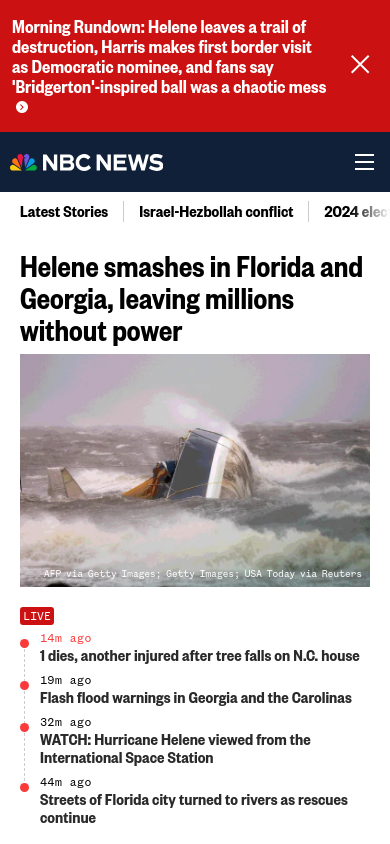 Morning Rundown: Helene leaves a trail of
destruction, Harris makes first border visit
as Democratic nominee, and fans say
'Bridgerton'-inspired ball was a chaotic mess
NBC NEWS
Latest Stories
Israel-Hezbollah conflict
2024 elec
Helene smashes in Florida and
Georgia, leaving millions
without power
AFP via Getty Images; Getty Images; USA Today via Reuters
LIVE
14m ago
1 dies, another injured after tree falls on N.C. house
19m ago
Flash flood warnings in Georgia and the Carolinas
32m ago
WATCH: Hurricane Helene viewed from the
International Space Station
44m ago
Streets of Florida city turned to rivers as rescues
continue